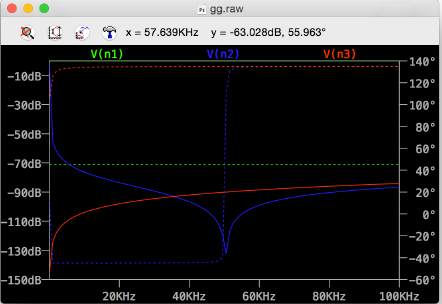 gg.raw
x = 57.639KHz y = -63.028dB, 55.963°
V(n1) V(n2) V(n3)
-10dB 140°
120°
-30dB 100°
-50dB 80°
60°
-70dB 40°
-90dB 20°
0°
-110dB -20°
-130dB -40°
-150dB -60°
20KHz 40KHz 60KHz 80KHz 100KHz